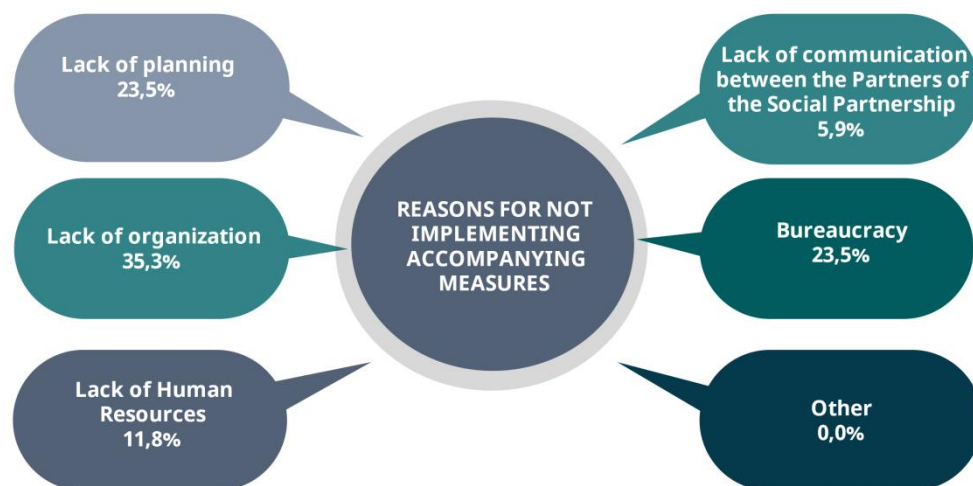 Lack of planning
23,5%
Lack of organization
35,3%
Lack of Human
Resources
11,8%
REASONS FOR NOT
IMPLEMENTING
ACCOMPANYING
MEASURES
Lack of communication
between the Partners of
the Social Partnership
5,9%
Bureaucracy
23,5%
Other
0,0%